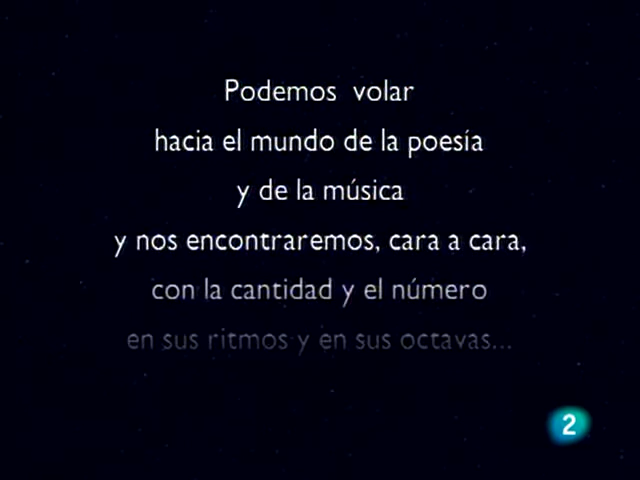 Podemos volar
hacia el mundo de la poesía
y de la música
y nos encontraremos, cara a cara,
con la cantidad y el número
en sus ritmos y en sus octavas...
2